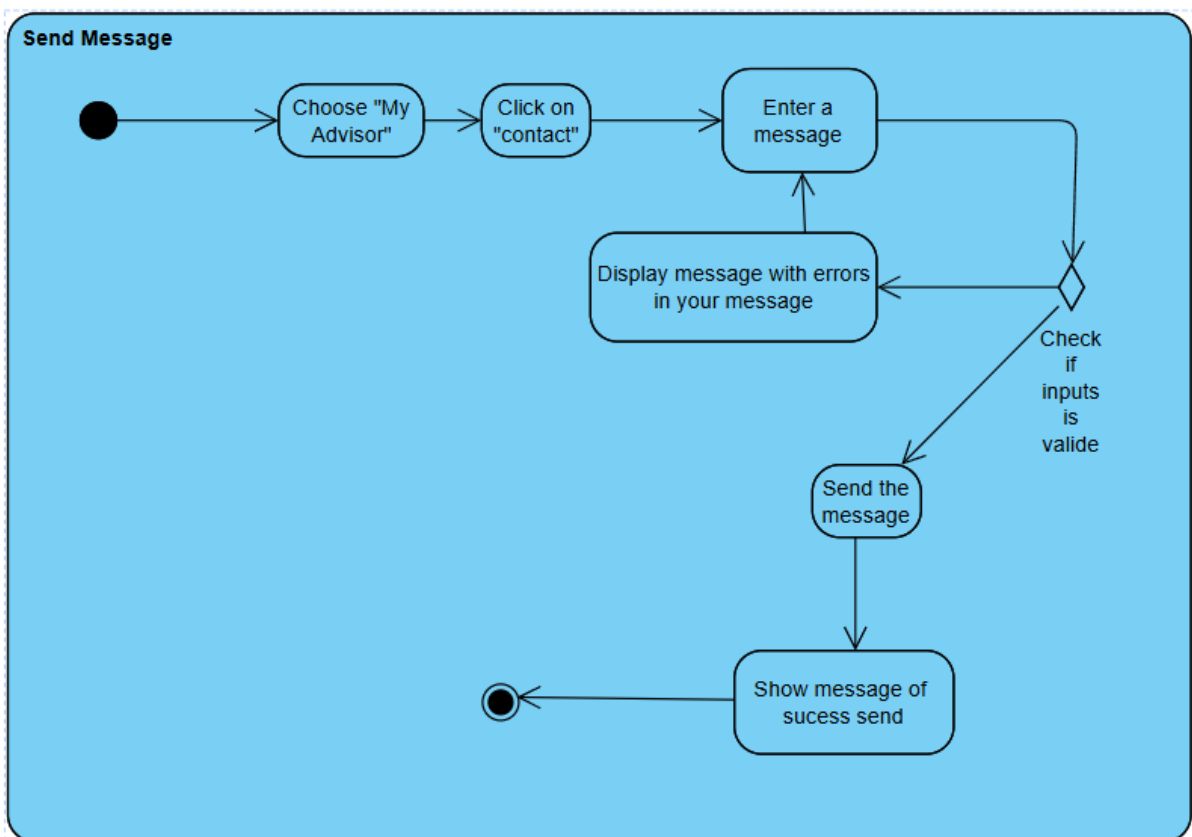 Send Message
Choose "My
Advisor"
Click on
"contact"
Enter a
message
Display message with errors
in your message
Check
if
inputs
is
valide
Send the
message
Show message of
sucess send